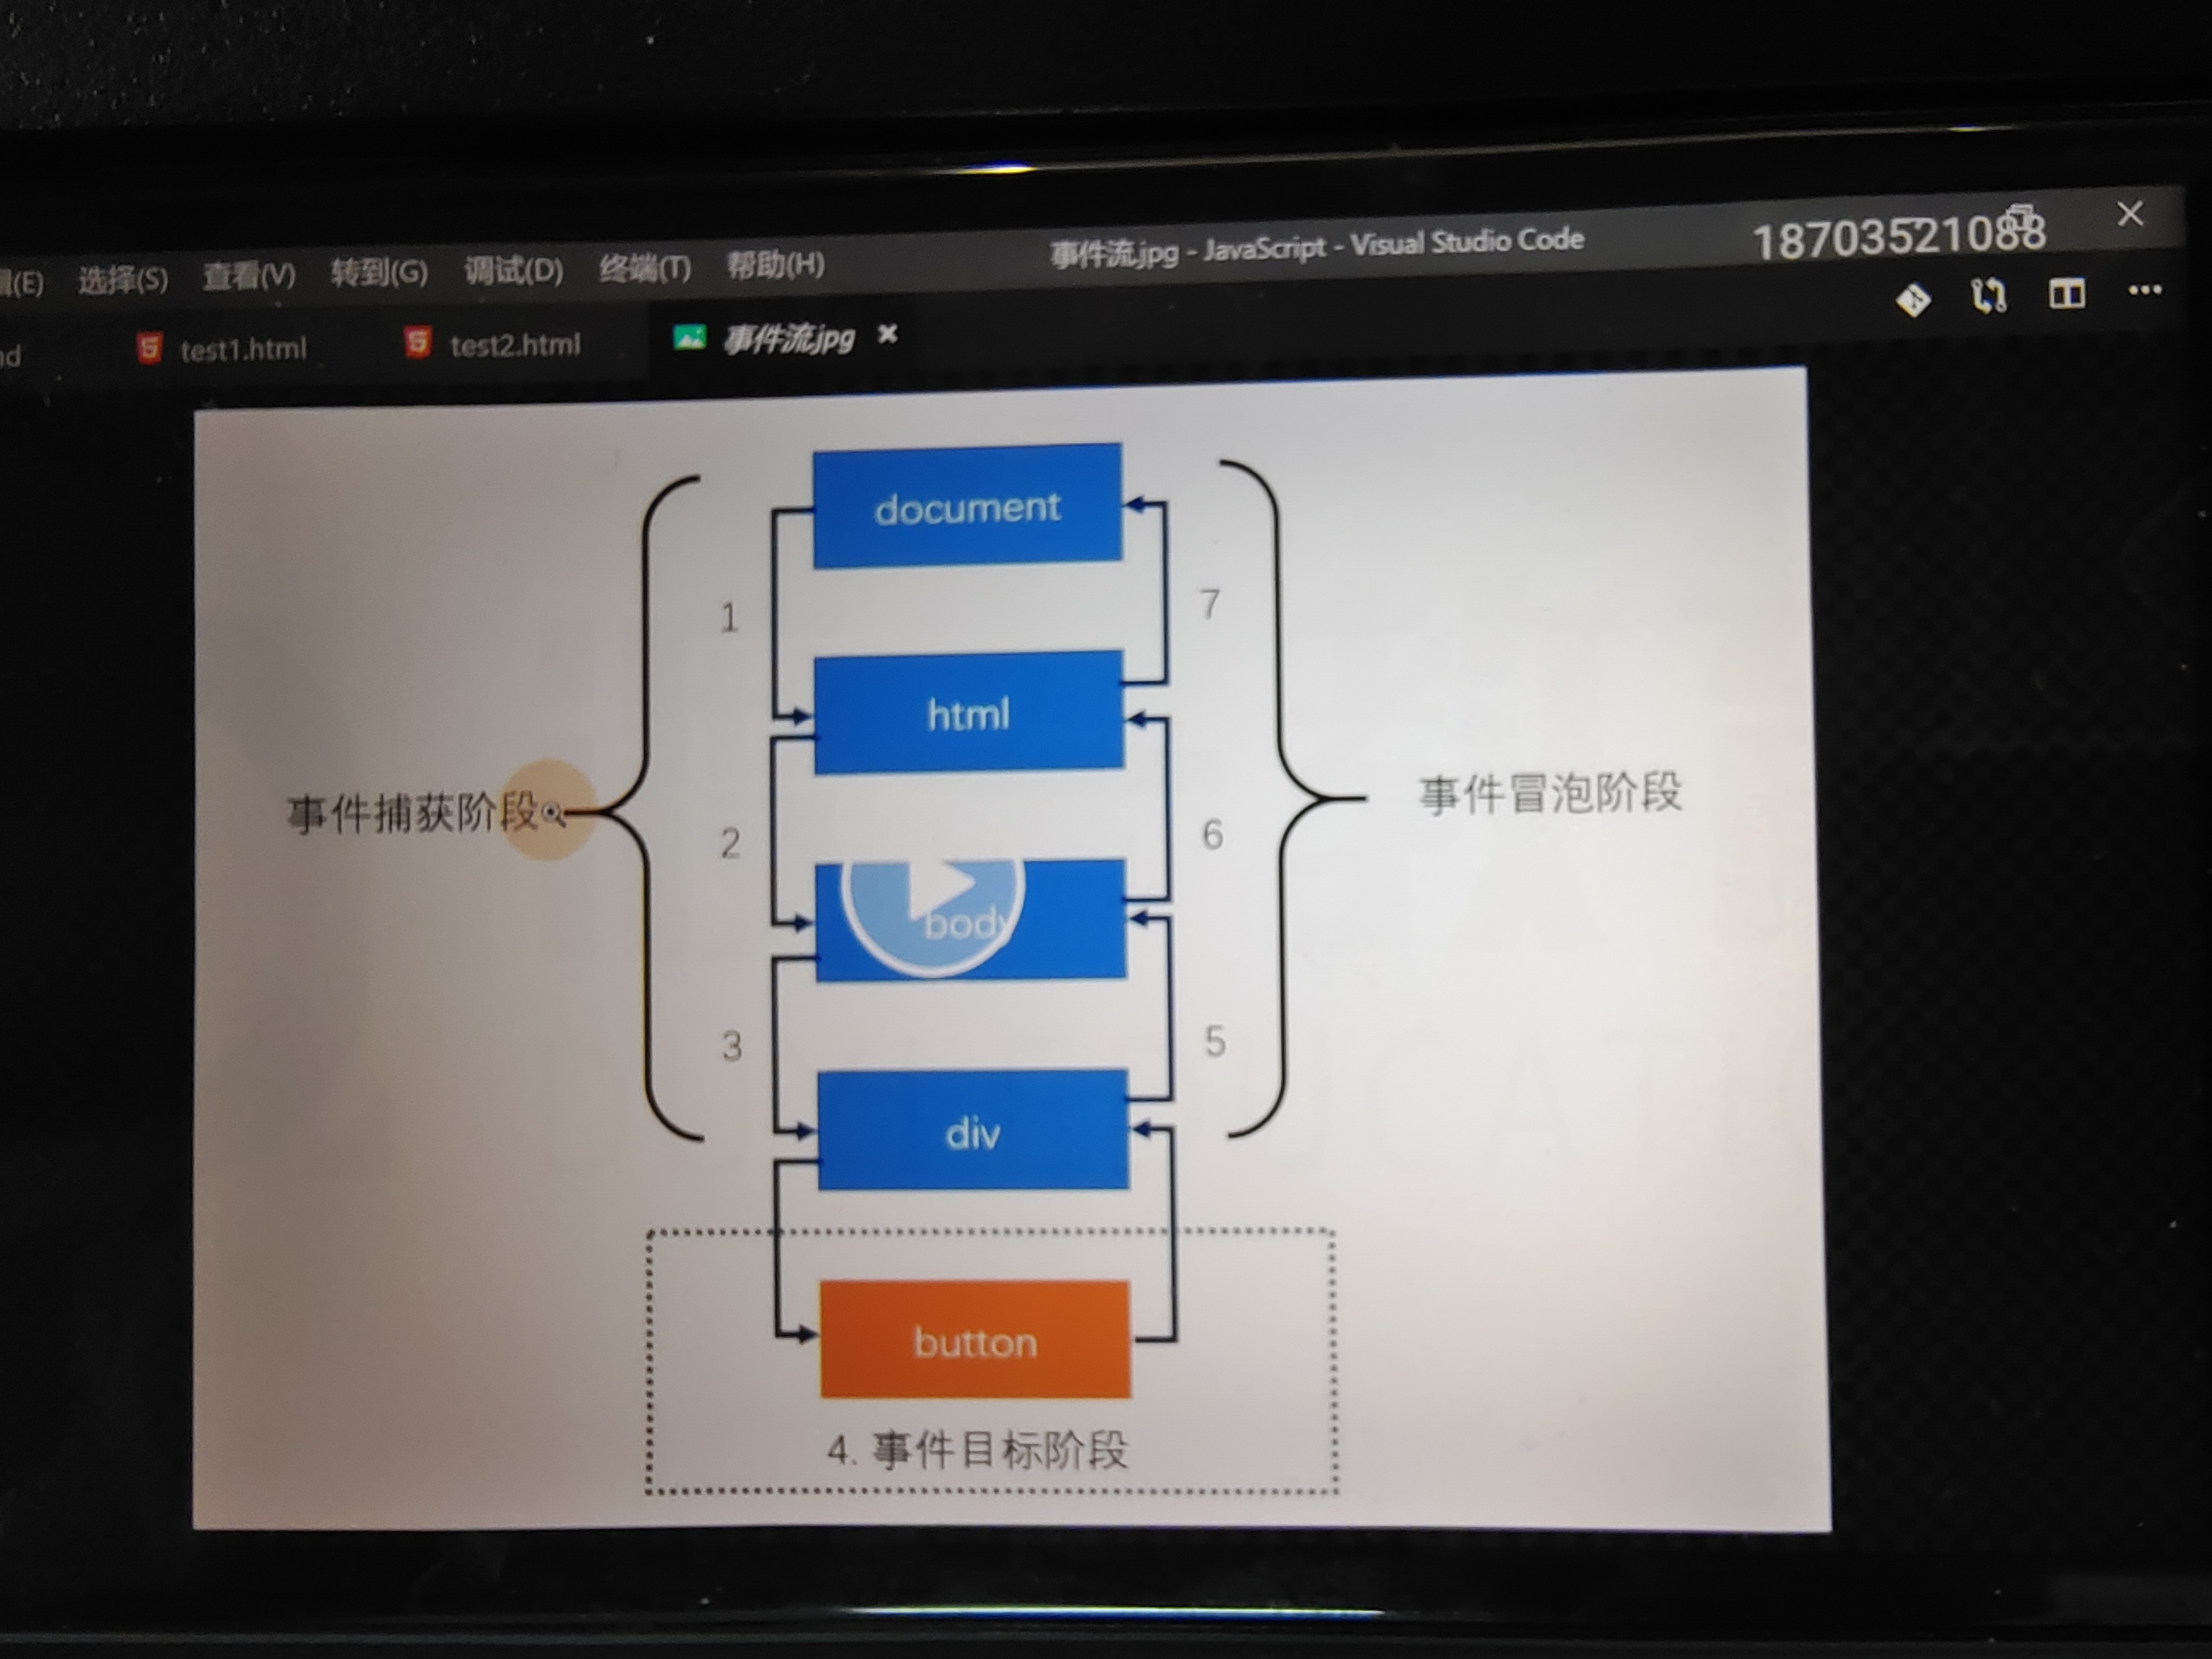 (E) 选择(S) 查看(V) 转到(G) 调试(D) 终端(T) 帮助(H) 事件流.jpg - JavaScript - Visual Studio Code 18703521088
test1.html test2.html 事件流.jpg
document
1 7
html
事件捕获阶段 事件冒泡阶段
2 6
body
3 5
div
button
4. 事件目标阶段